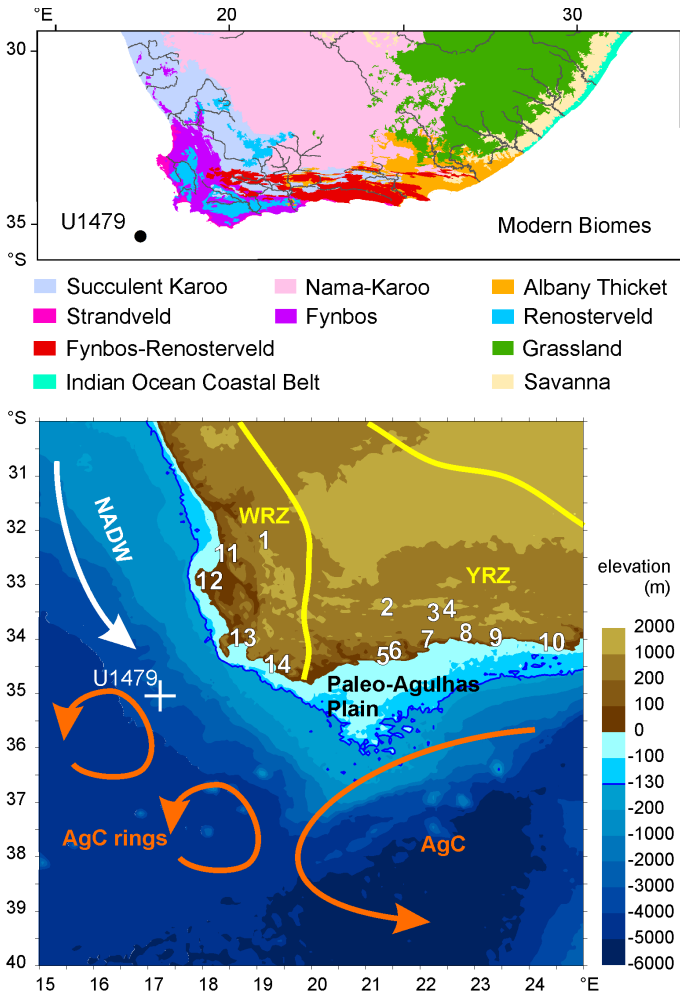 °E 20 30
30
35
°S
U1479
Modern Biomes
Succulent Karoo Nama-Karoo Albany Thicket
Strandveld Fynbos Renosterveld
Fynbos-Renosterveld Grassland
Indian Ocean Coastal Belt Savanna
°S
31
32
33
34
35
36
37
38
39
40
NADW
WRZ
1
11
12
YRZ
2 3 4
13 7 8 9 10
14 5 6
U1479
Paleo-Agulhas
Plain
AgC rings
AgC
15 16 17 18 19 20 21 22 23 24 °E
elevation
(m)
2000
1000
200
100
0
-100
-130
-200
-1000
-2000
-3000
-4000
-5000
-6000